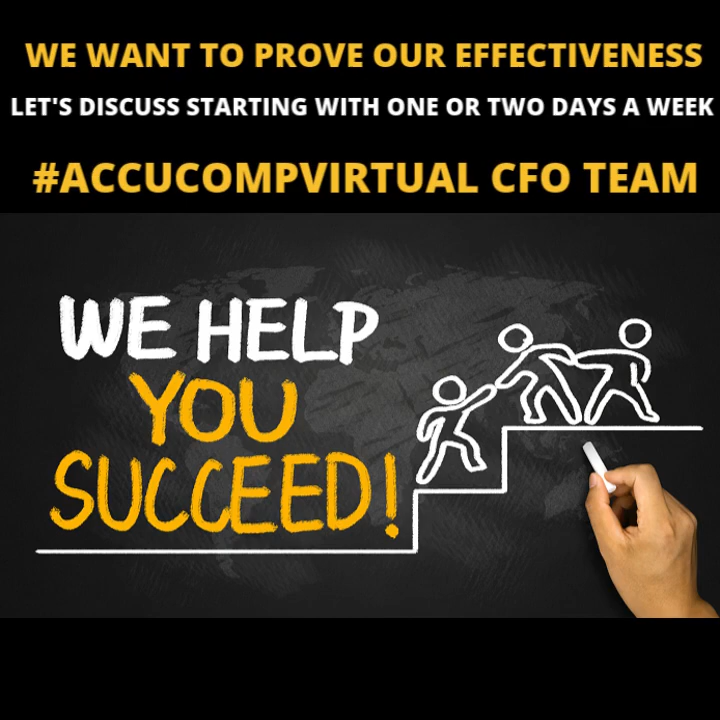 WE WANT TO PROVE OUR EFFECTIVENESS
LET'S DISCUSS STARTING WITH ONE OR TWO DAYS A WEEK
#ACCUCOMPVIRTUAL CFO TEAM
WE HELP
YOU
SUCCEED!